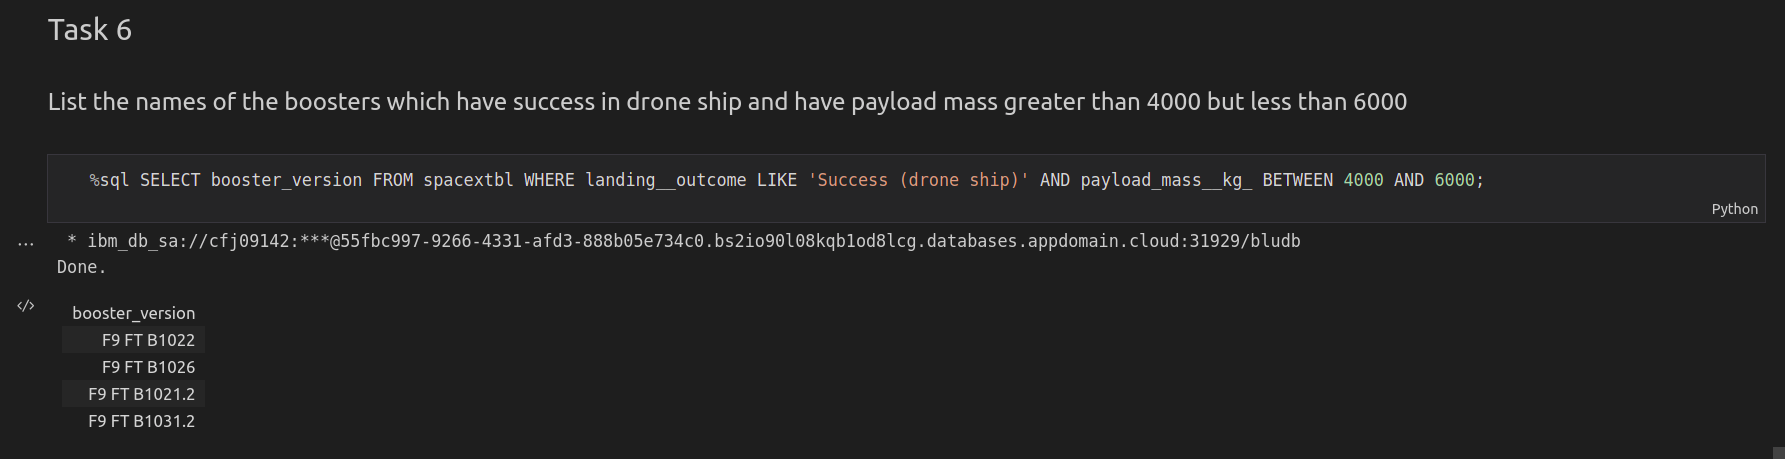 Task 6
List the names of the boosters which have success in drone ship and have payload mass greater than 4000 but less than 6000
%sql SELECT booster_version FROM spacextbl WHERE landing__outcome LIKE 'Success (drone ship)' AND payload_mass__kg_ BETWEEN 4000 AND 6000;
Python
* ibm_db_sa://cfj09142:***@55fbc997-9266-4331-afd3-888b05e734c0.bs2io90l08kqb1od8lcg.databases.appdomain.cloud:31929/bludb
Done.
booster_version
F9 FT B1022
F9 FT B1026
F9 FT B1021.2
F9 FT B1031.2